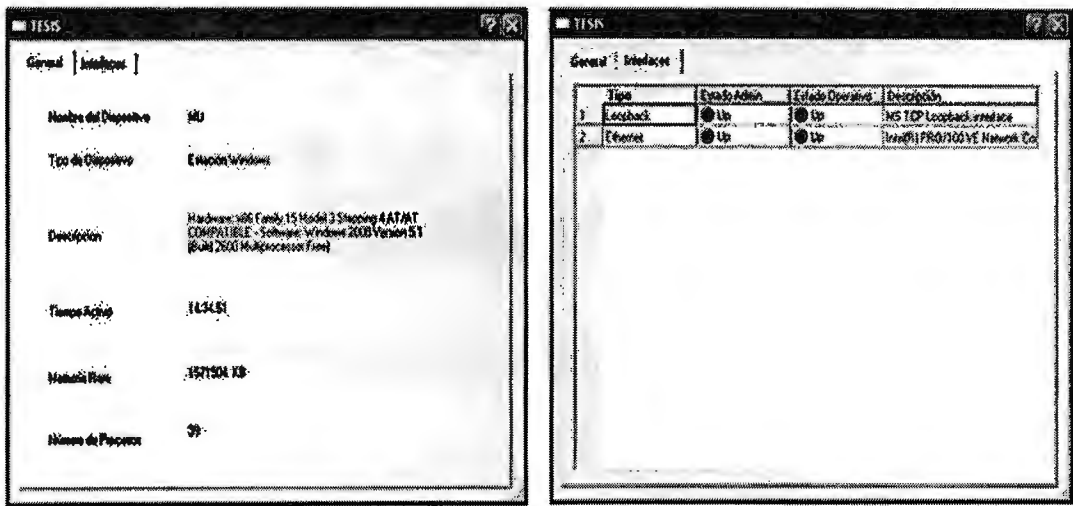 TESIS
General Interfaces
Nombre del Dispositivo MU
Tipo de Dispositivo Estación Windows
Descripción Hardware: x86 Family 15 Model 3 Stepping 4 AT/AT
COMPATIBLE - Software: Windows 2000 Version 5.1
(Build 2600 Multiprocessor Free)
Tiempo Activo
Memoria Ram 1571504 KB
Número de Procesos 39
TESIS
General Interfaces
Tipo Estado Admin Estado Operativo Descripción
1 Loopback Up Up MS TCP Loopback interface
2 Ethernet Up Up Intel(R) PRO/100 VE Network Co